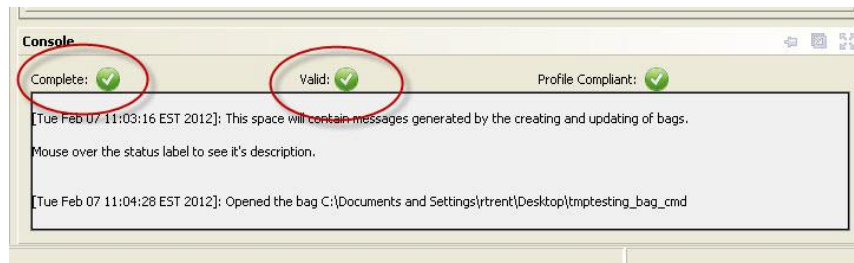 Console
Complete: Valid: Profile Compliant:
[Tue Feb 07 11:03:16 EST 2012]: This space will contain messages generated by the creating and updating of bags.
Mouse over the status label to see it's description.
[Tue Feb 07 11:04:28 EST 2012]: Opened the bag C:\Documents and Settings\rtrent\Desktop\tmptesting_bag_cmd